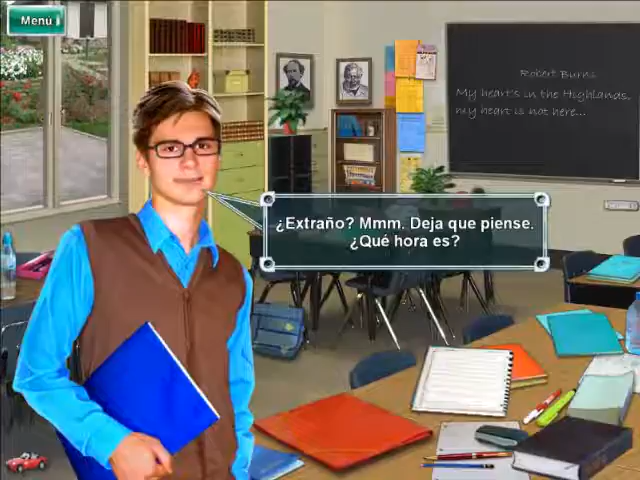 Menú
Robert Burns
My heart's in the Highlands,
my heart is not here...
¿Extraño? Mmm. Deja que piense.
¿Qué hora es?